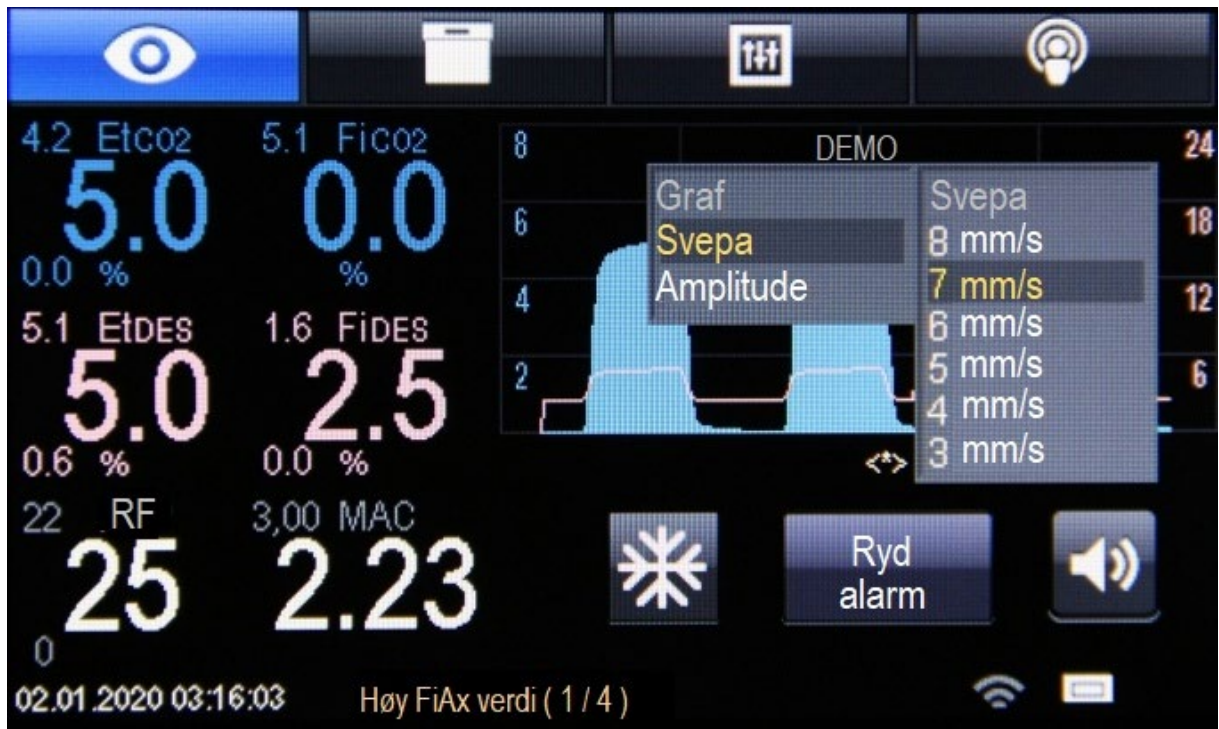 4.2 EtCO2
5.0
0.0 %
5.1 FiCO2
0.0
%
5.1 EtDES
5.0
0.6 %
1.6 FiDES
2.5
0.0 %
22 RF
25
0
3,00 MAC
2.23
DEMO
8
6
4
2
24
18
12
6
Graf
Svepa
Amplitude
Svepa
8 mm/s
7 mm/s
6 mm/s
5 mm/s
4 mm/s
3 mm/s
<*>
Ryd
alarm
02.01.2020 03:16:03
Høy FiAx verdi ( 1 / 4 )